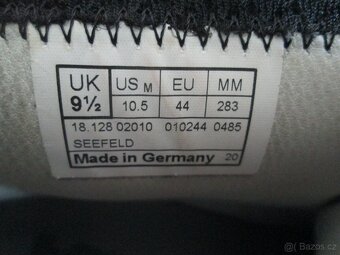 UK US M EU MM
9½ 10.5 44 283
18.128 02010 010244 0485
SEEFELD
Made in Germany 20
Bazos.cz